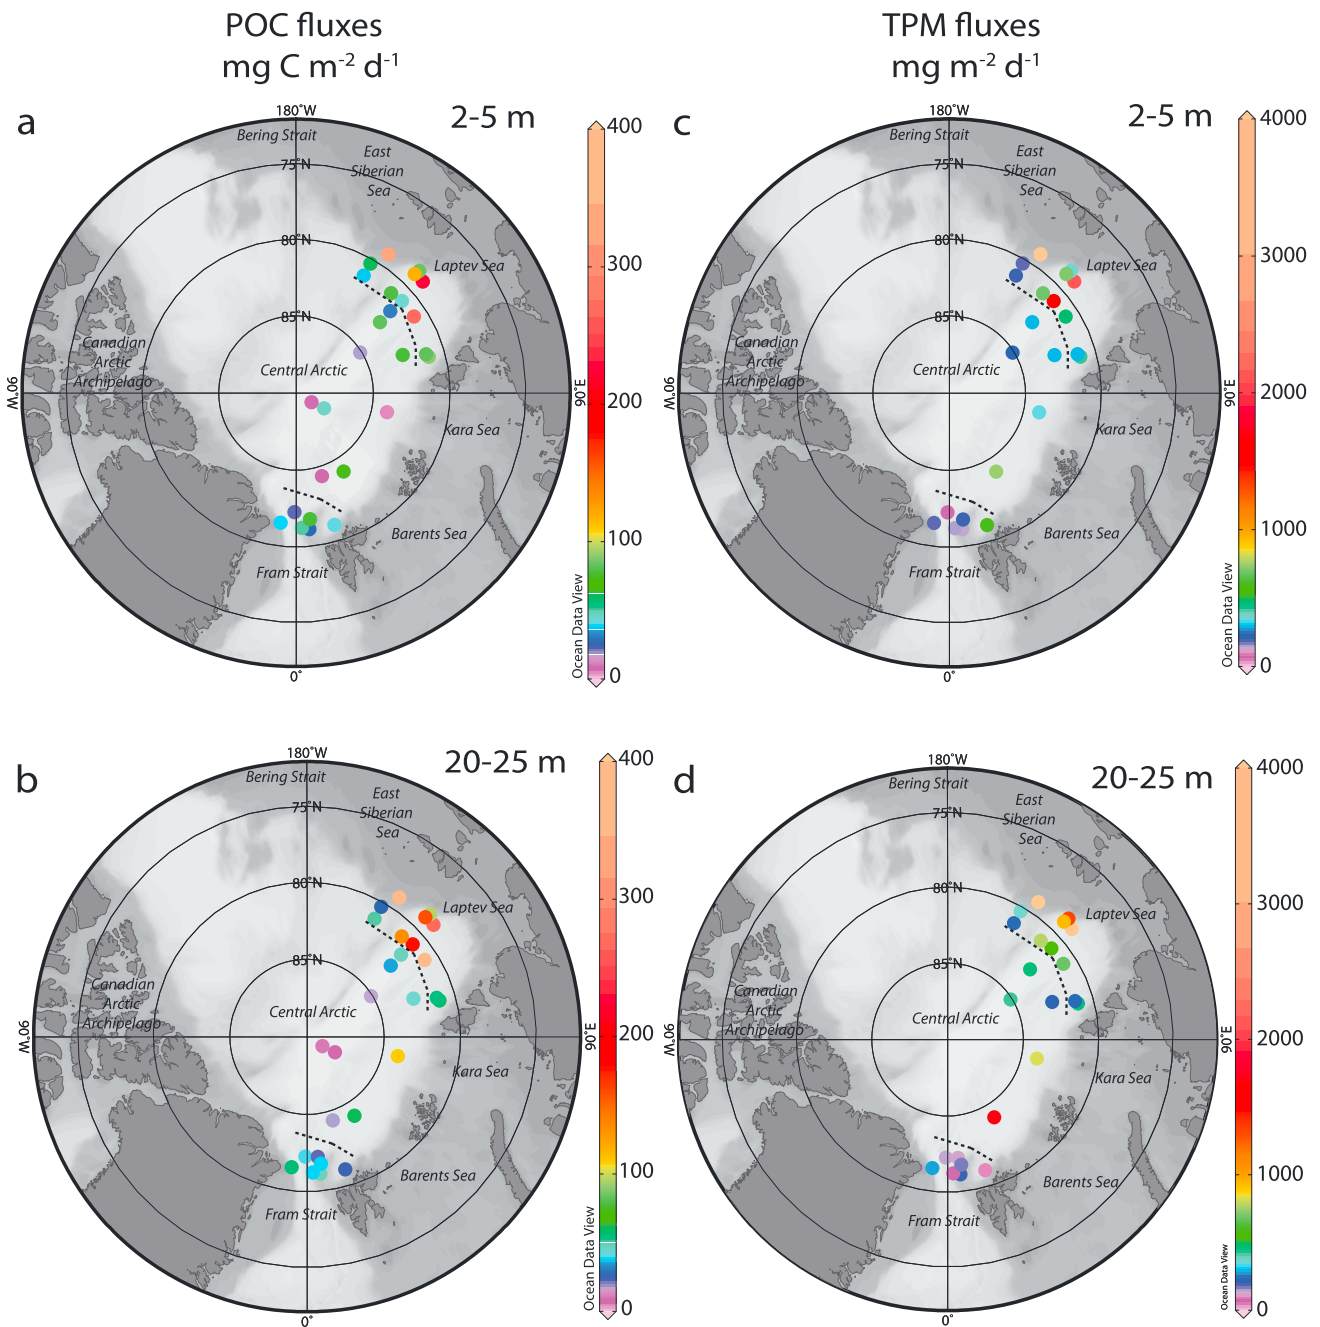 POC fluxes
mg C m-2 d-1
TPM fluxes
mg m-2 d-1
a
2-5 m
180°W
Bering Strait
East
Siberian
Sea
75°N
80°N
Laptev Sea
85°N
Canadian
Arctic
Archipelago
Central Arctic
90°W
90°E
Kara Sea
Barents Sea
Fram Strait
0°
400
300
200
100
0
Ocean Data View
c
2-5 m
180°W
Bering Strait
East
Siberian
Sea
75°N
80°N
Laptev Sea
85°N
Canadian
Arctic
Archipelago
Central Arctic
90°W
90°E
Kara Sea
Barents Sea
Fram Strait
0°
4000
3000
2000
1000
0
Ocean Data View
b
20-25 m
180°W
Bering Strait
East
Siberian
Sea
75°N
80°N
Laptev Sea
85°N
Canadian
Arctic
Archipelago
Central Arctic
90°W
90°E
Kara Sea
Barents Sea
Fram Strait
0°
400
300
200
100
0
Ocean Data View
d
20-25 m
180°W
Bering Strait
East
Siberian
Sea
75°N
80°N
Laptev Sea
85°N
Canadian
Arctic
Archipelago
Central Arctic
90°W
90°E
Kara Sea
Barents Sea
Fram Strait
0°
4000
3000
2000
1000
0
Ocean Data View